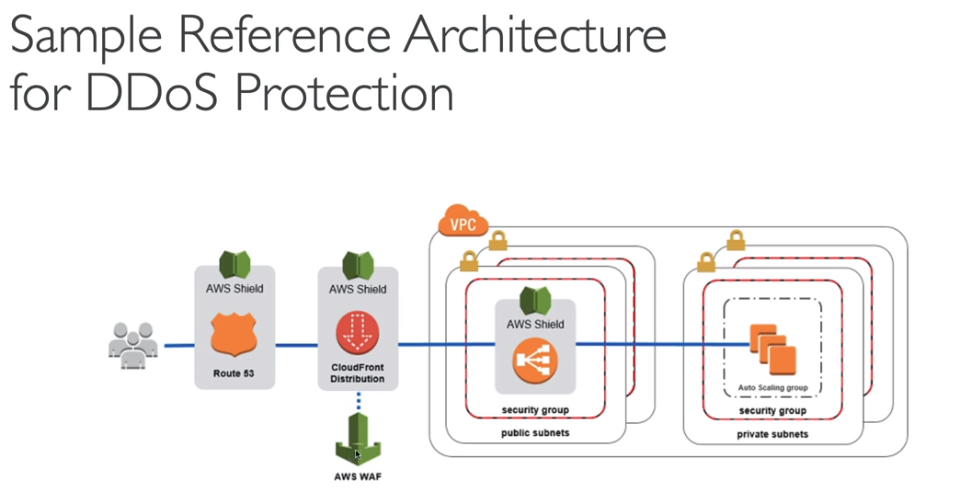 Sample Reference Architecture
for DDoS Protection
VPC
AWS Shield
Route 53
AWS Shield
CloudFront
Distribution
AWS WAF
AWS Shield
security group
public subnets
Auto Scaling group
security group
private subnets